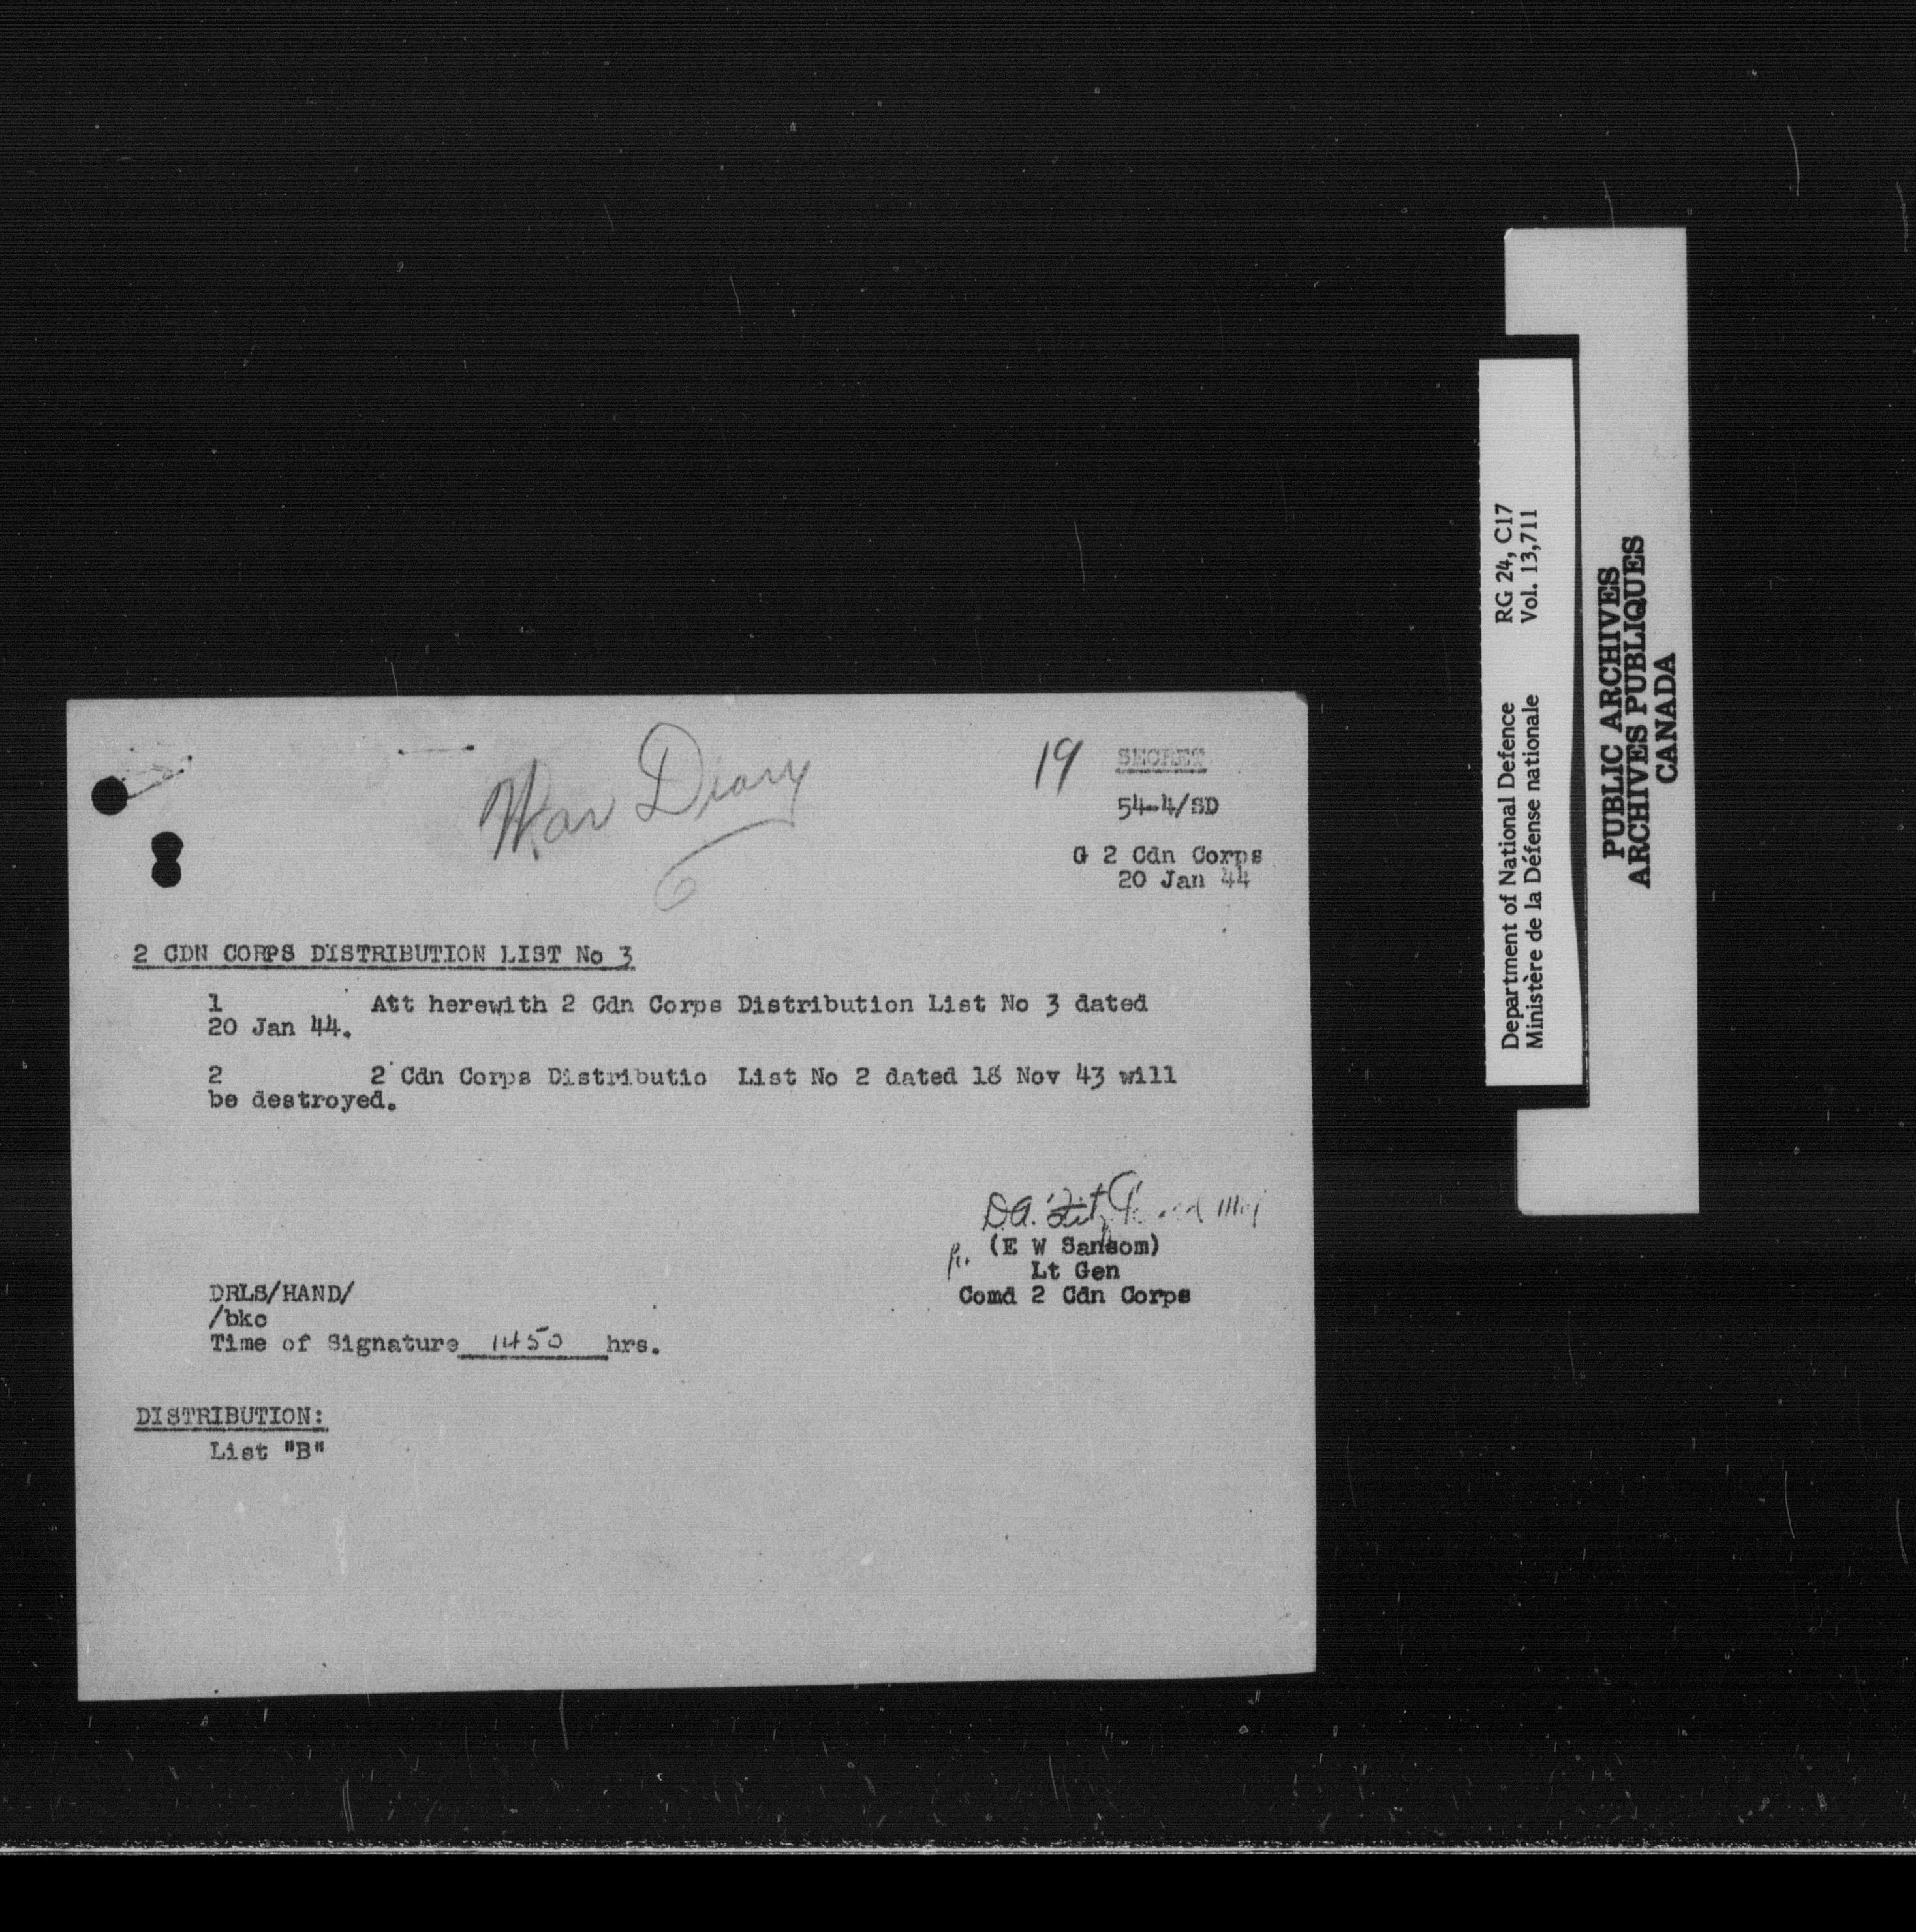 War Diary
19
SECRET
54-4/SD
G 2 Cdn Corps
20 Jan 44
2 CDN CORPS DISTRIBUTION LIST No 3
1 Att herewith 2 Cdn Corps Distribution List No 3 dated
20 Jan 44.
2 2 Cdn Corps Distributio List No 2 dated 18 Nov 43 will
be destroyed.
D.A. Maj
(E W Sansom)
Lt Gen
Comd 2 Cdn Corps
DRLS/HAND/
/bkc
Time of Signature 1450 hrs.
DISTRIBUTION:
List "B"
Department of National Defence RG 24, C17
Ministère de la Défense nationale Vol. 13,711
PUBLIC ARCHIVES
ARCHIVES PUBLIQUES
CANADA